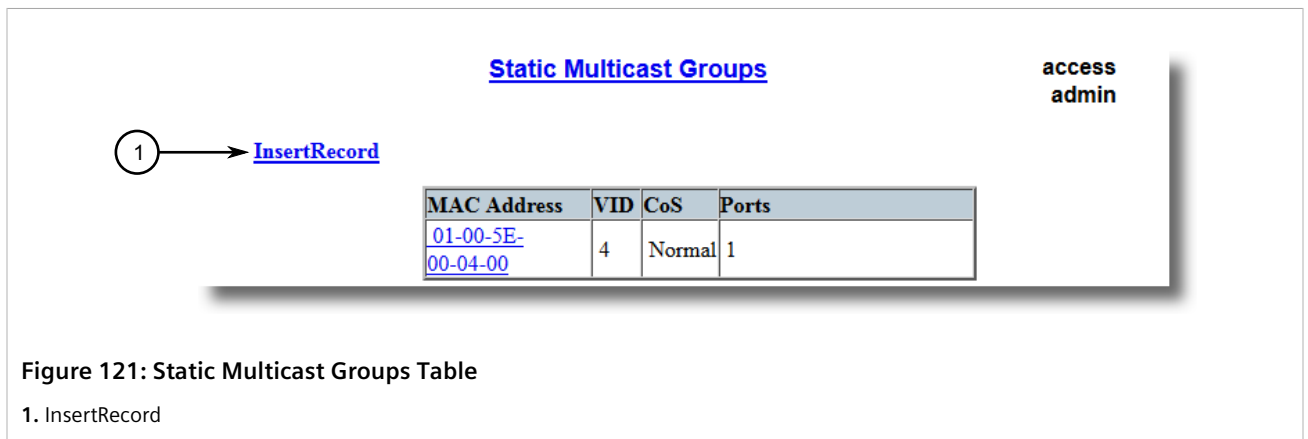 Static Multicast Groups
access
admin
1
InsertRecord
MAC Address VID CoS Ports
01-00-5E-
00-04-00 4 Normal 1
Figure 121: Static Multicast Groups Table
1. InsertRecord